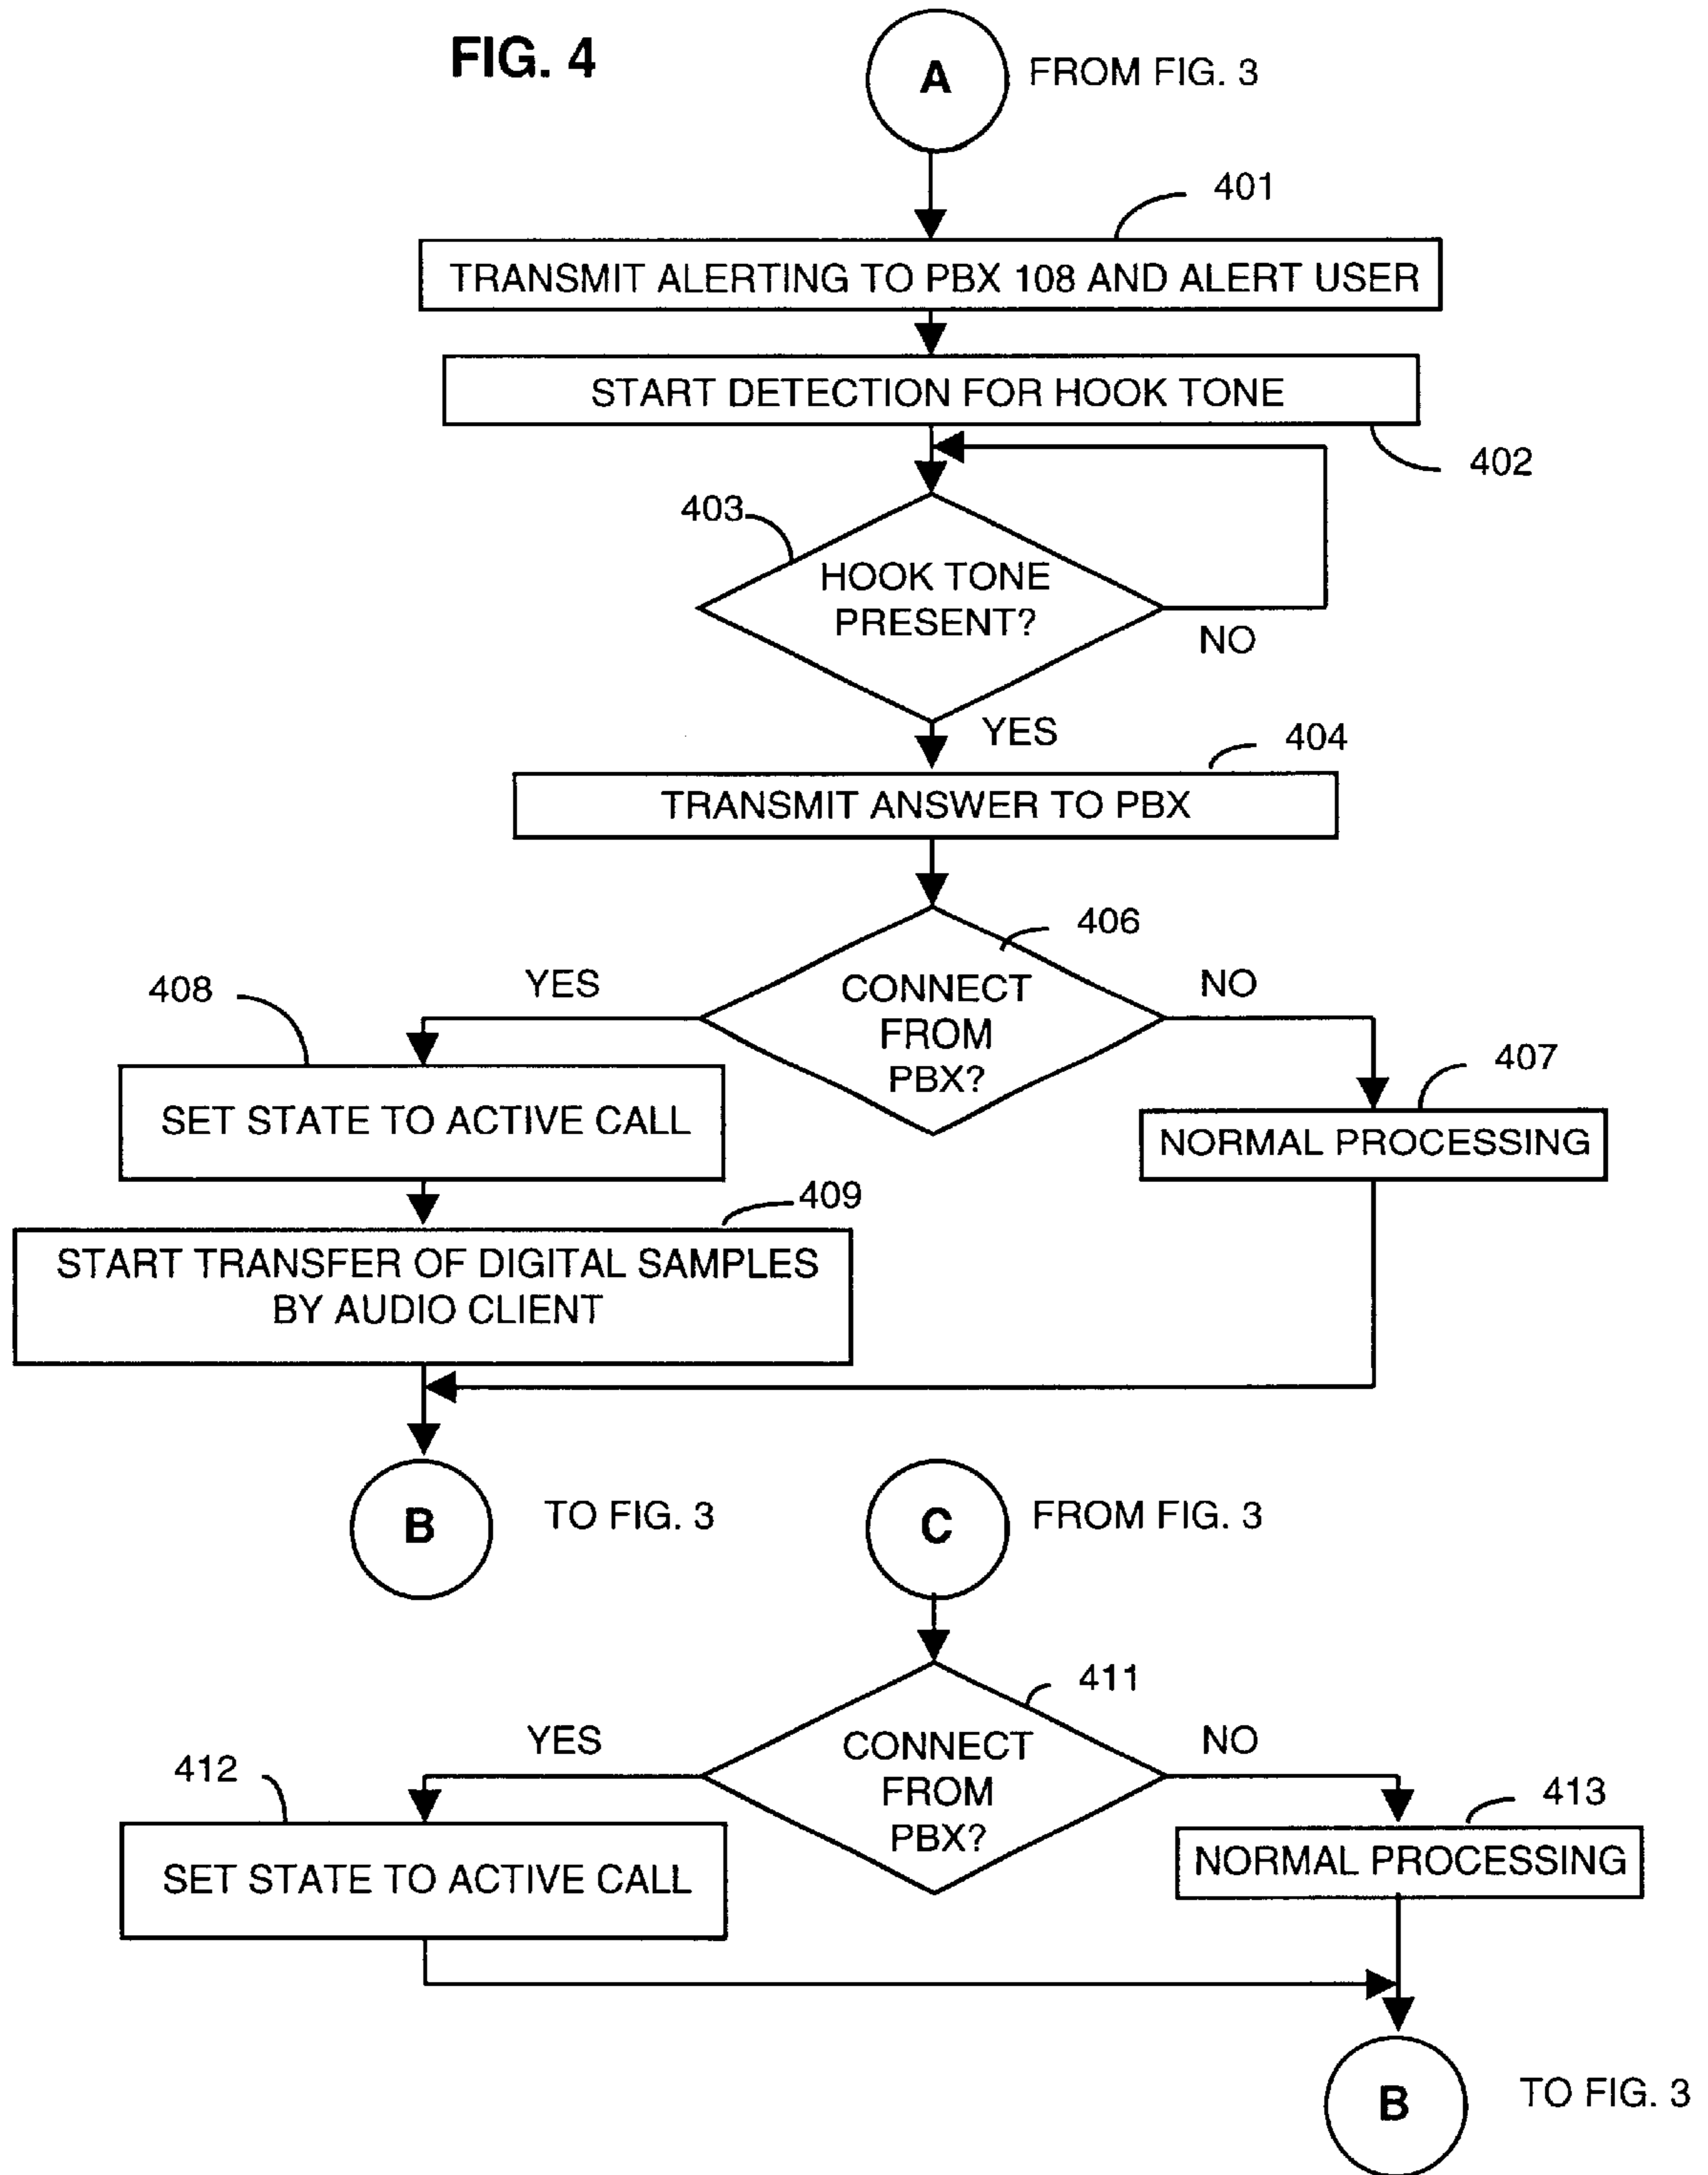 FIG. 4
A
FROM FIG. 3
401
TRANSMIT ALERTING TO PBX 108 AND ALERT USER
START DETECTION FOR HOOK TONE
402
403
HOOK TONE
PRESENT?
NO
YES
404
TRANSMIT ANSWER TO PBX
406
CONNECT
FROM
PBX?
YES
NO
408
SET STATE TO ACTIVE CALL
407
NORMAL PROCESSING
409
START TRANSFER OF DIGITAL SAMPLES
BY AUDIO CLIENT
B
TO FIG. 3
C
FROM FIG. 3
411
CONNECT
FROM
PBX?
YES
NO
412
SET STATE TO ACTIVE CALL
413
NORMAL PROCESSING
B
TO FIG. 3